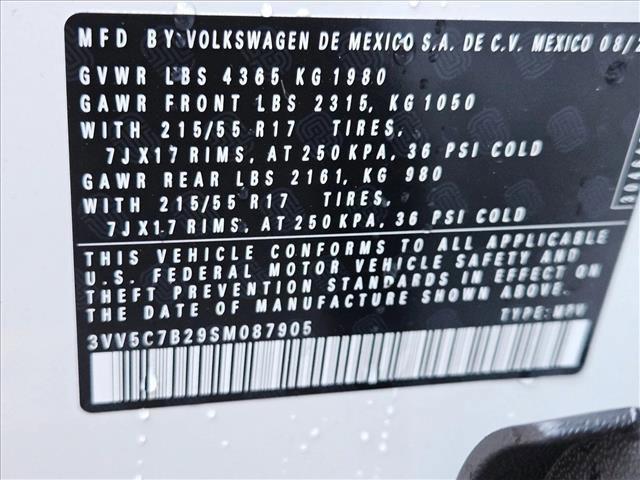 MFD BY VOLKSWAGEN DE MEXICO S.A. DE C.V. MEXICO 08/2
GVWR LBS 4365 KG 1980
GAWR FRONT LBS 2315, KG 1050
WITH 215/55 R17 TIRES,
7JX17 RIMS, AT 250 KPA, 36 PSI COLD
GAWR REAR LBS 2161, KG 980
WITH 215/55 R17 TIRES,
7JX17 RIMS, AT 250 KPA, 36 PSI COLD
THIS VEHICLE CONFORMS TO ALL APPLICABLE
U.S. FEDERAL MOTOR VEHICLE SAFETY AND
THEFT PREVENTION STANDARDS IN EFFECT ON
THE DATE OF MANUFACTURE SHOWN ABOVE.
3VV5C7B29SM087905 TYPE: MPV